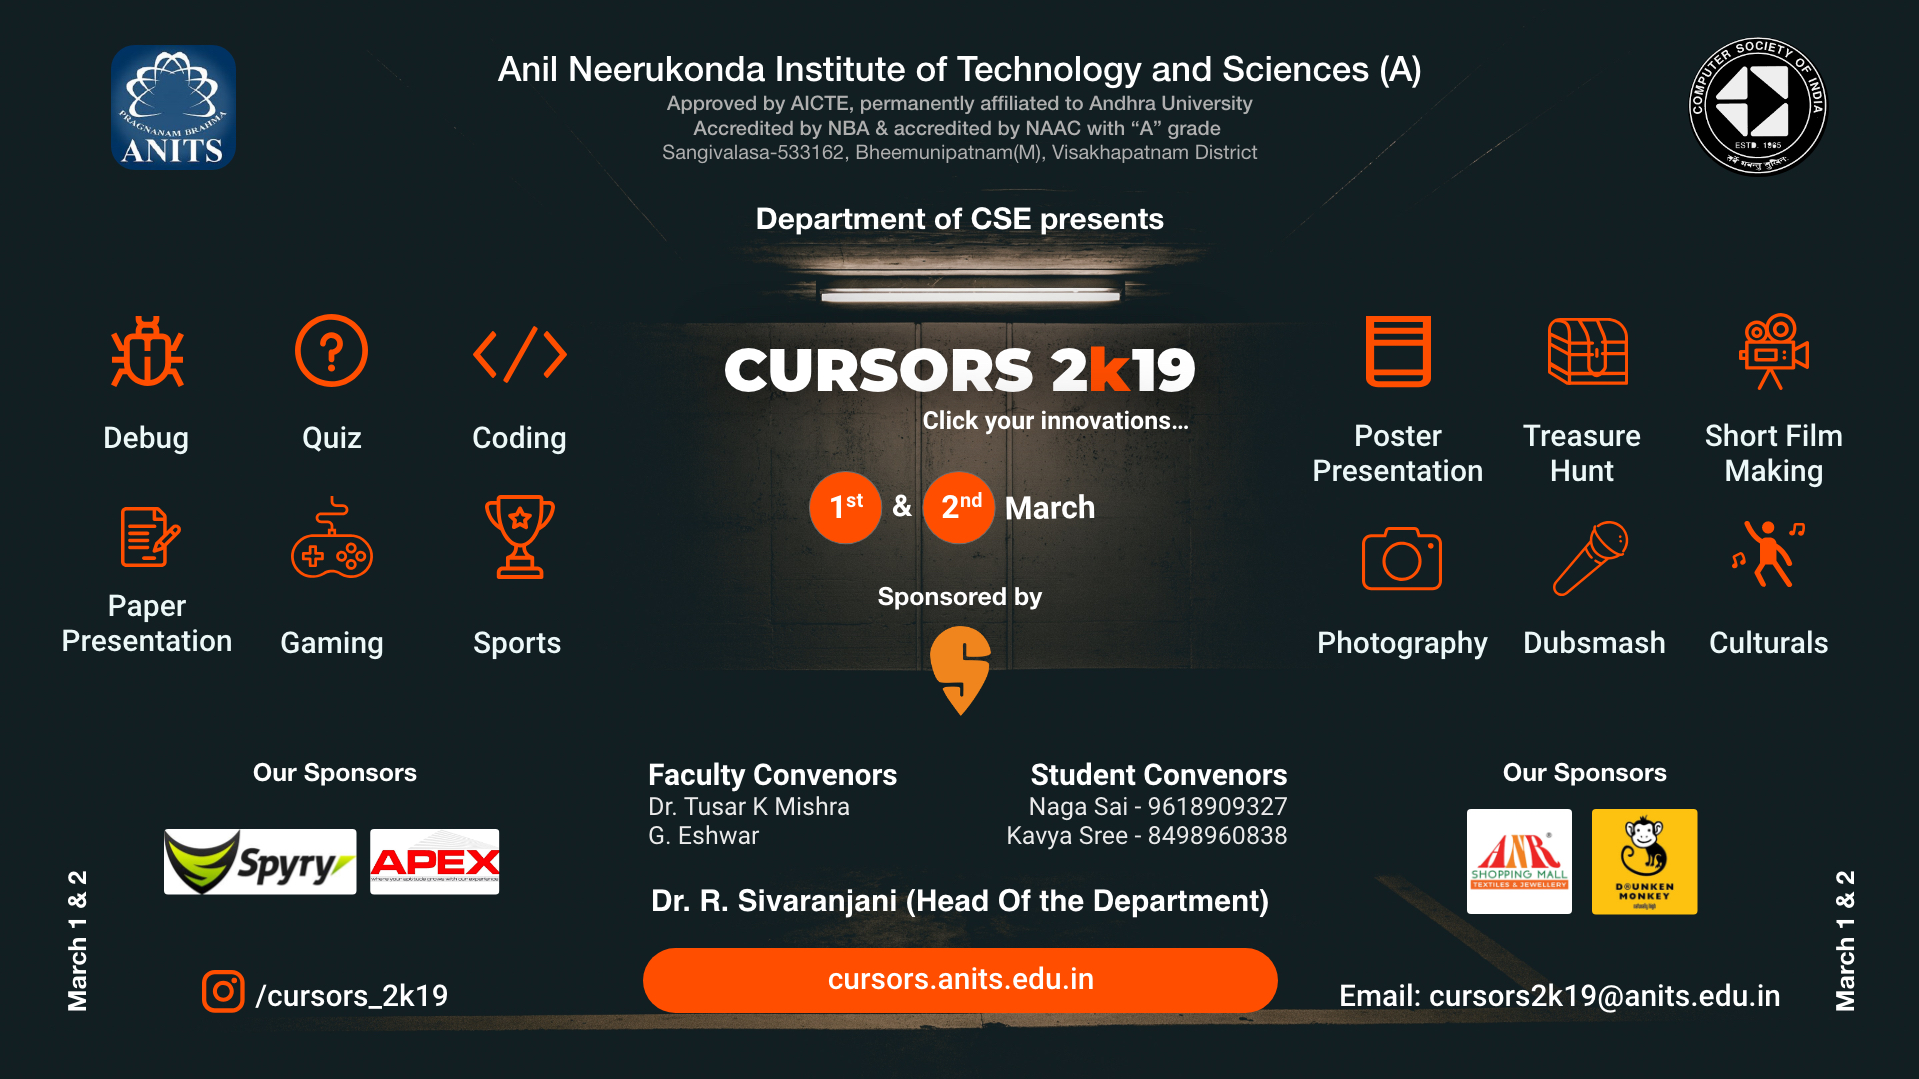 PRAGNANAM BRAHMA
ANITS
Anil Neerukonda Institute of Technology and Sciences (A)
Approved by AICTE, permanently affiliated to Andhra University
Accredited by NBA & accredited by NAAC with “A” grade
Sangivalasa-533162, Bheemunipatnam(M), Visakhapatnam District
COMPUTER SOCIETY OF INDIA
ESTD. 1965
Department of CSE presents
CURSORS 2k19
Click your innovations...
1st & 2nd March
Sponsored by
Debug
Quiz
Coding
Paper
Presentation
Gaming
Sports
Poster
Presentation
Treasure
Hunt
Short Film
Making
Photography
Dubsmash
Culturals
Our Sponsors
Spyry
APEX
Faculty Convenors
Dr. Tusar K Mishra
G. Eshwar
Student Convenors
Naga Sai - 9618909327
Kavya Sree - 8498960838
Dr. R. Sivaranjani (Head Of the Department)
Our Sponsors
ANR
SHOPPING MALL
TEXTILES & JEWELLERY
DRUNKEN
MONKEY
March 1 & 2
/cursors_2k19
cursors.anits.edu.in
Email: cursors2k19@anits.edu.in
March 1 & 2